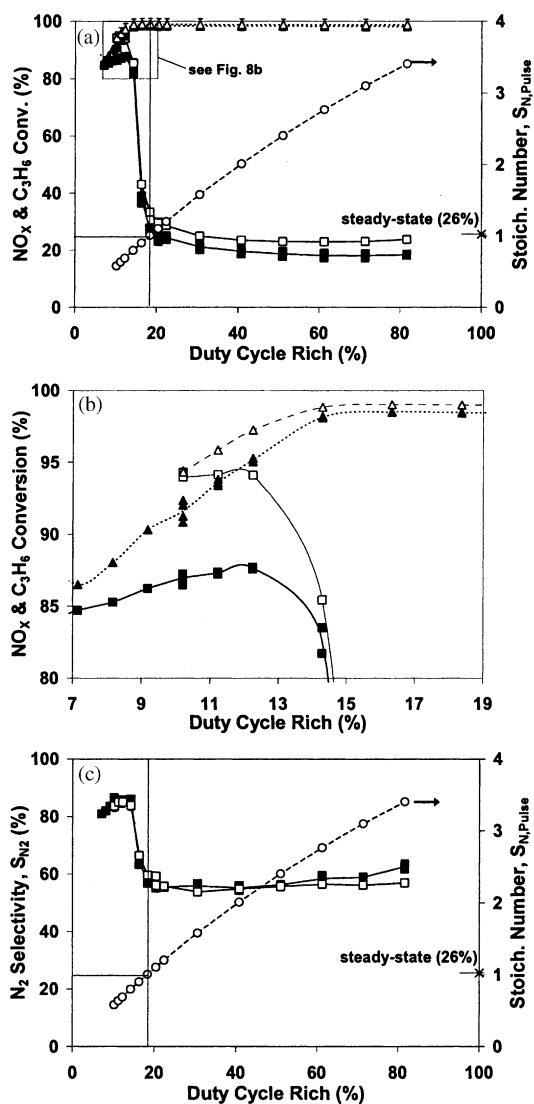 (a)
100
80
60
40
20
0
NOX & C3H6 Conv. (%)
see Fig. 8b
steady-state (26%)
4
3
2
1
0
Stoich. Number, SN,Pulse
0 20 40 60 80 100
Duty Cycle Rich (%)
(b)
100
95
90
85
80
NOX & C3H6 Conversion (%)
7 9 11 13 15 17 19
Duty Cycle Rich (%)
(c)
100
80
60
40
20
0
N2 Selectivity, SN2 (%)
steady-state (26%)
4
3
2
1
0
Stoich. Number, SN,Pulse
0 20 40 60 80 100
Duty Cycle Rich (%)